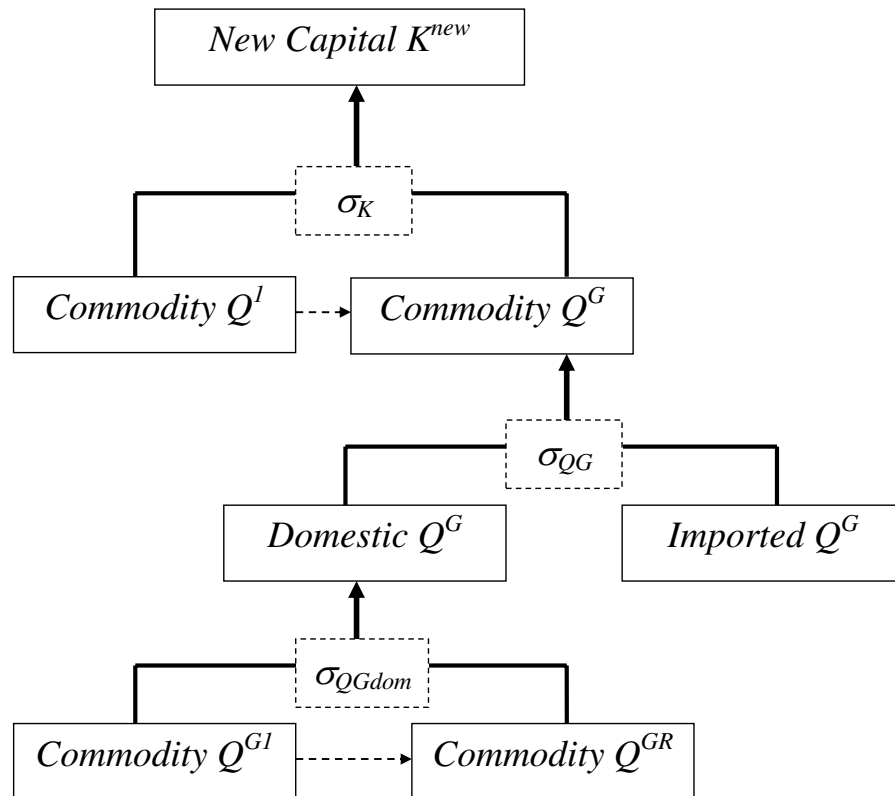 New Capital K^new
σ_K
Commodity Q^1
Commodity Q^G
σ_QG
Domestic Q^G
Imported Q^G
σ_QGdom
Commodity Q^G1
Commodity Q^GR